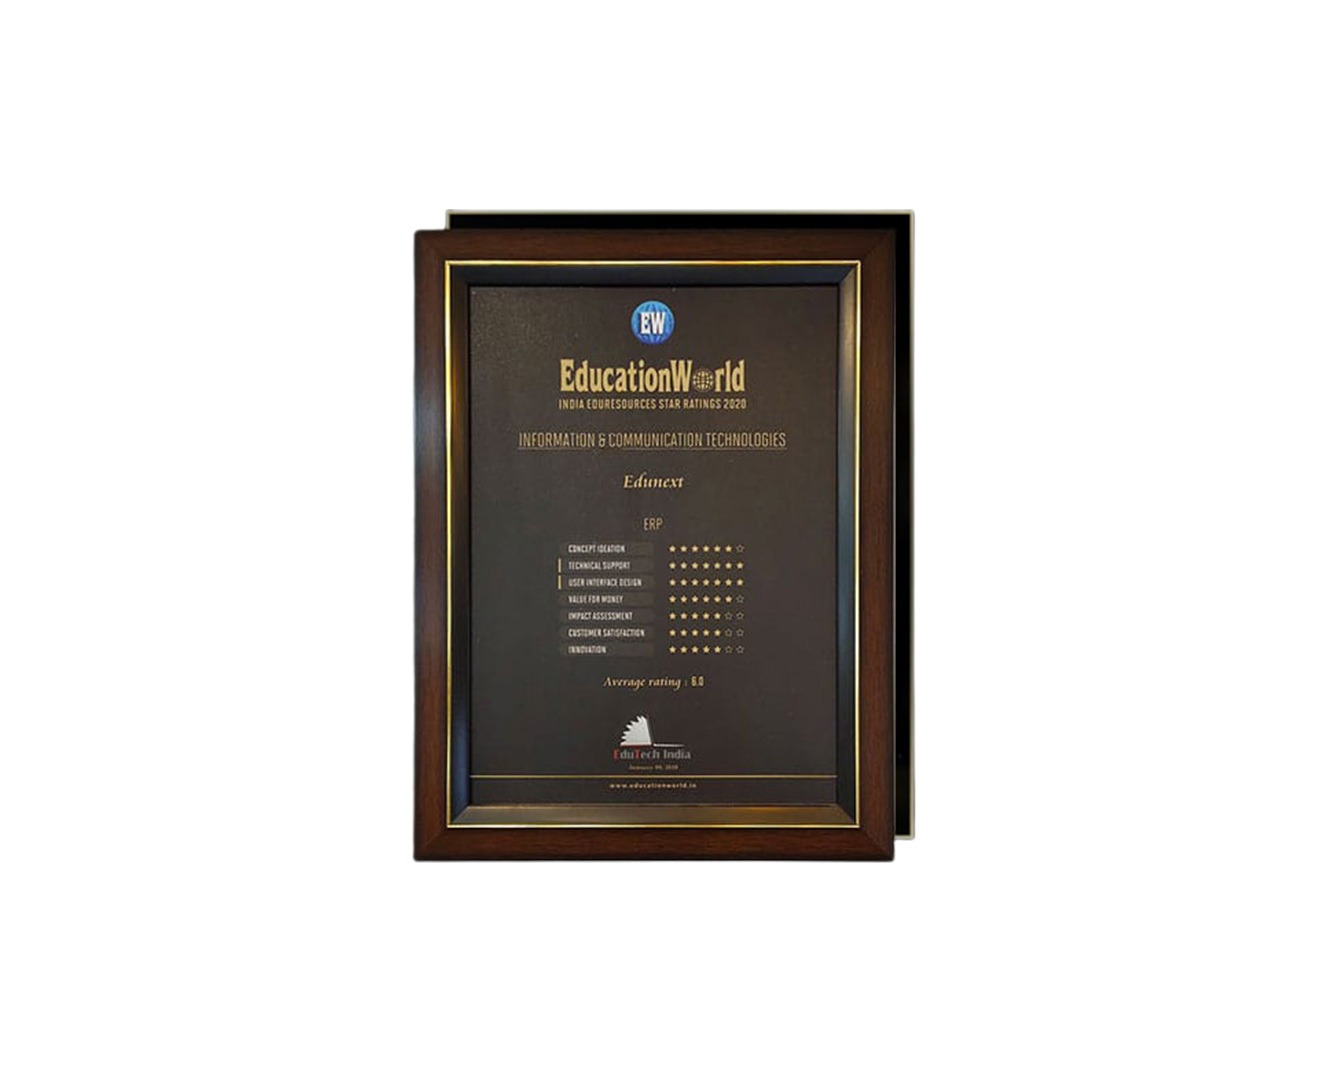 EW
EducationWorld
INDIA EDURESOURCES STAR RATINGS 2020
INFORMATION & COMMUNICATION TECHNOLOGIES
Edunext
ERP
CONCEPT IDEATION
TECHNICAL SUPPORT
USER INTERFACE DESIGN
VALUE FOR MONEY
IMPACT ASSESSMENT
CUSTOMER SATISFACTION
INNOVATION
Average rating : 6.0
EduTech India
www.educationworld.in